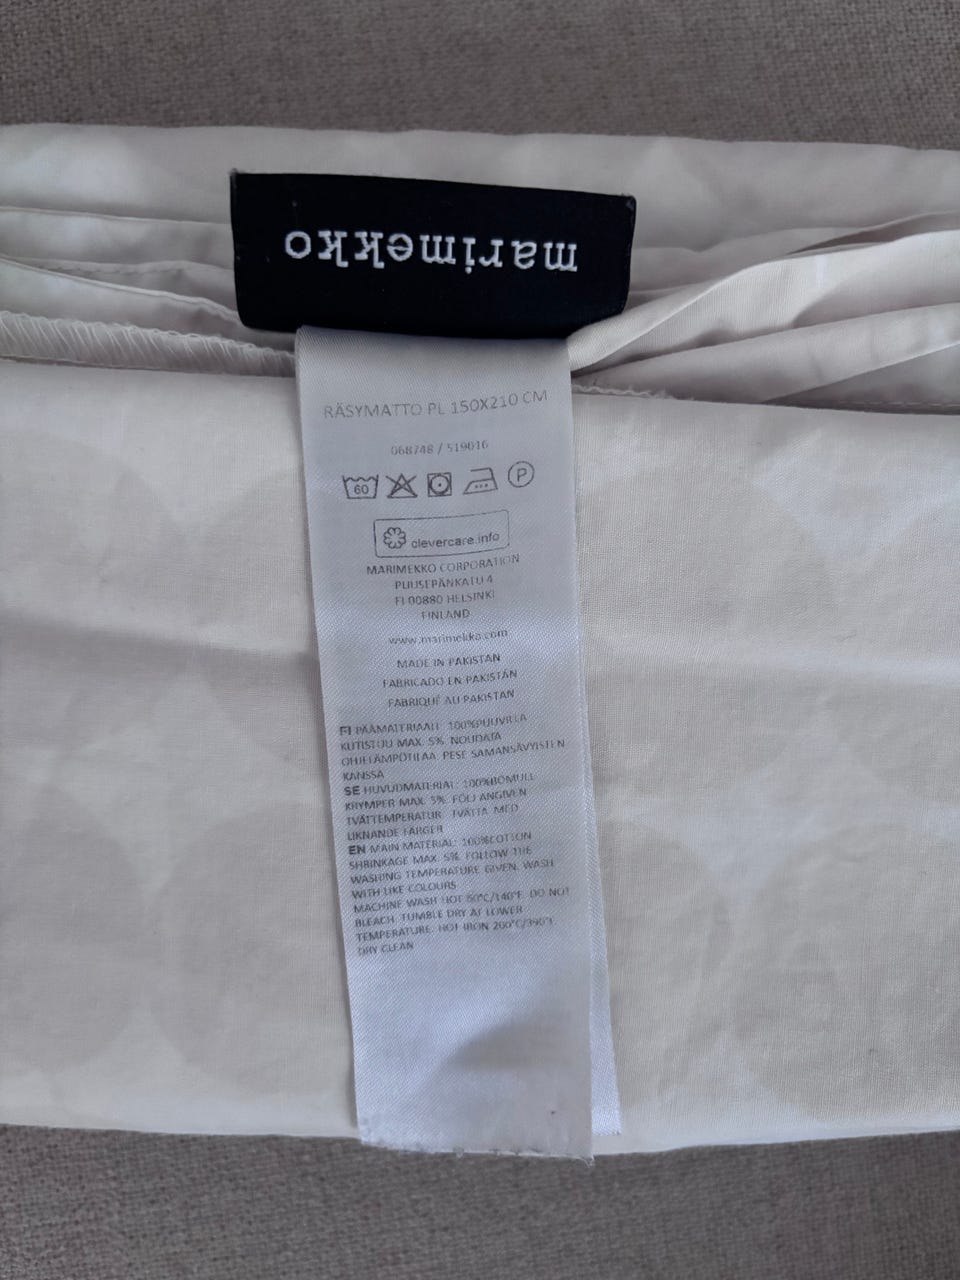 marimekko
RÄSYMATTO PL 150X210 CM
068748 / 519016
60
P
clevercare.info
MARIMEKKO CORPORATION
PUUSEPÄNKATU 4
FI 00880 HELSINKI
FINLAND
www.marimekko.com
MADE IN PAKISTAN
FABRICADO EN PAKISTÁN
FABRIQUÉ AU PAKISTAN
FI PÄÄMATERIAALI: 100%PUUVILLA
KUTISTUU MAX. 5%. NOUDATA
OHJELÄMPÖTILAA. PESE SAMANSÄVYISTEN
KANSSA
SE HUVUDMATERIAL: 100%BOMULL
KRYMPER MAX. 5%. FÖLJ ANGIVEN
TVÄTTEMPERATUR. TVÄTTA MED
LIKNANDE FÄRGER
EN MAIN MATERIAL: 100%COTTON
SHRINKAGE MAX. 5%. FOLLOW THE
WASHING TEMPERATURE GIVEN. WASH
WITH LIKE COLOURS
MACHINE WASH HOT 60°C/140°F. DO NOT
BLEACH. TUMBLE DRY AT LOWER
TEMPERATURE. HOT IRON 200°C/390°F.
DRY CLEAN